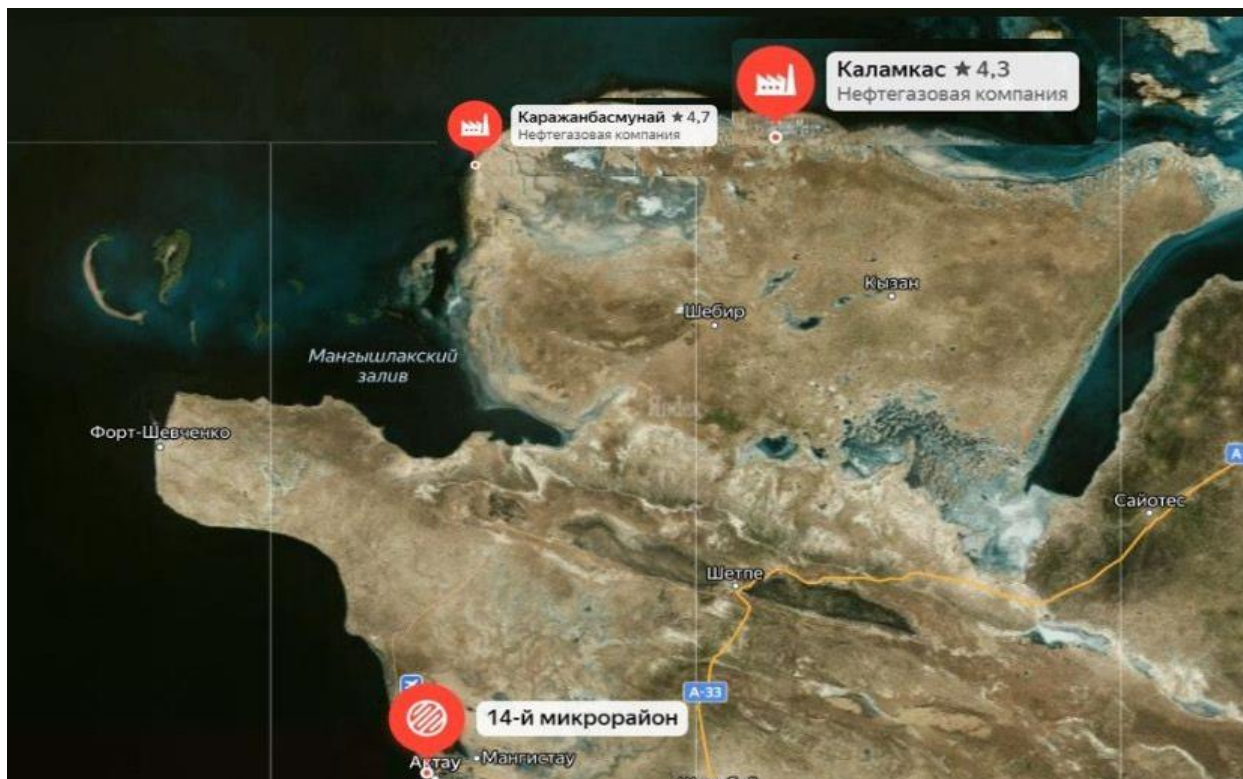 Каламкас ★ 4,3
Нефтегазовая компания
Каражанбасмунай ★ 4,7
Нефтегазовая компания
Кызан
Шебир
Мангышлакский
залив
Yandex
Форт-Шевченко
Сайотес
Шетпе
А-33
14-й микрорайон
Актау
Мангистау